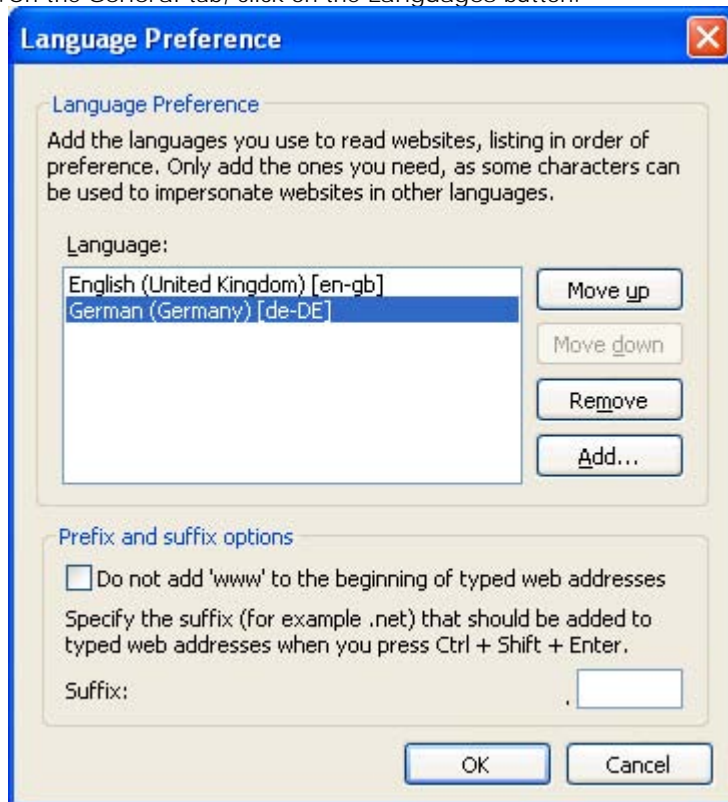 On the General tab, click on the Languages button.
Language Preference
Language Preference
Add the languages you use to read websites, listing in order of
preference. Only add the ones you need, as some characters can
be used to impersonate websites in other languages.
Language:
English (United Kingdom) [en-gb]
German (Germany) [de-DE]
Move up
Move down
Remove
Add...
Prefix and suffix options
Do not add 'www' to the beginning of typed web addresses
Specify the suffix (for example .net) that should be added to
typed web addresses when you press Ctrl + Shift + Enter.
Suffix: .
OK Cancel